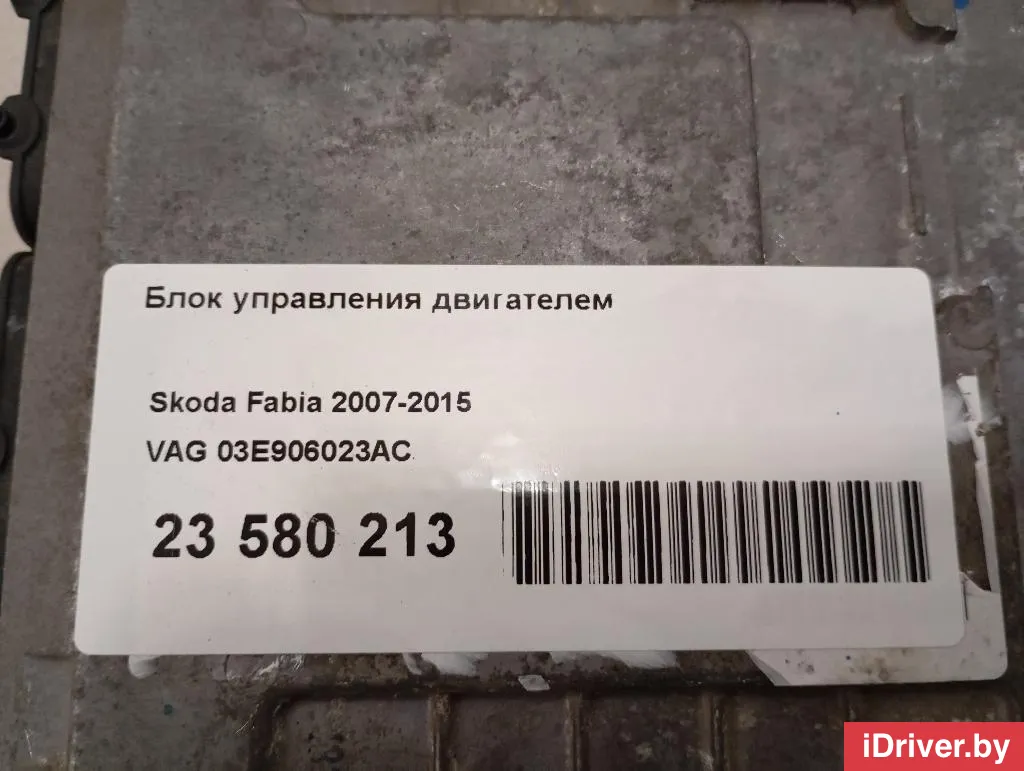 Блок управления двигателем
Skoda Fabia 2007-2015
VAG 03E906023AC
23 580 213
iDriver.by